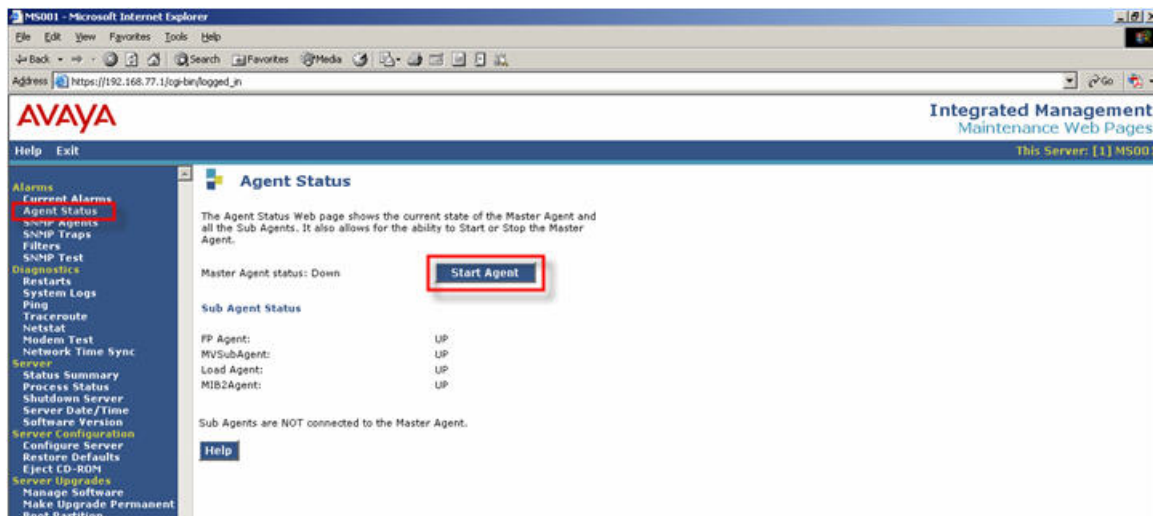 MS001 - Microsoft Internet Explorer
File Edit View Favorites Tools Help
Back Search Favorites Media
Address https://192.168.77.1/cgi-bin/logged_in Go
AVAYA
Integrated Management
Maintenance Web Pages
Help Exit
This Server: [1] MS001
Alarms
Current Alarms
Agent Status
SNMP Agents
SNMP Traps
Filters
SNMP Test
Diagnostics
Restarts
System Logs
Ping
Traceroute
Netstat
Modem Test
Network Time Sync
Server
Status Summary
Process Status
Shutdown Server
Server Date/Time
Software Version
Server Configuration
Configure Server
Restore Defaults
Eject CD-ROM
Server Upgrades
Manage Software
Make Upgrade Permanent
Boot Partition
Agent Status
The Agent Status Web page shows the current state of the Master Agent and
all the Sub Agents. It also allows for the ability to Start or Stop the Master
Agent.
Master Agent status: Down Start Agent
Sub Agent Status
FP Agent: UP
MVSubAgent: UP
Load Agent: UP
MIB2Agent: UP
Sub Agents are NOT connected to the Master Agent.
Help